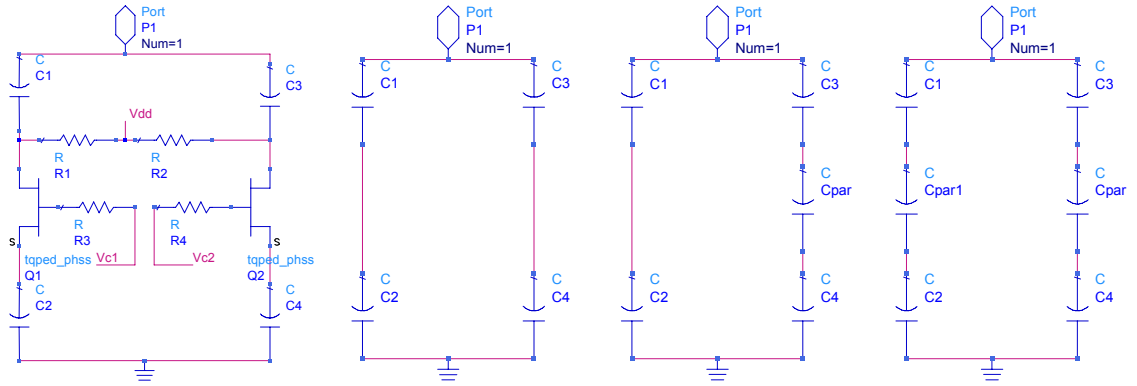 Port
P1
Num=1
C
C1
C
C3
Vdd
R
R1
R
R2
R
R3
R
R4
s
s
tqped_phss
Q1
Vc1
Vc2
tqped_phss
Q2
C
C2
C
C4
Port
P1
Num=1
C
C1
C
C3
C
C2
C
C4
Port
P1
Num=1
C
C1
C
C3
C
Cpar
C
C2
C
C4
Port
P1
Num=1
C
C1
C
C3
C
Cpar1
C
Cpar
C
C2
C
C4